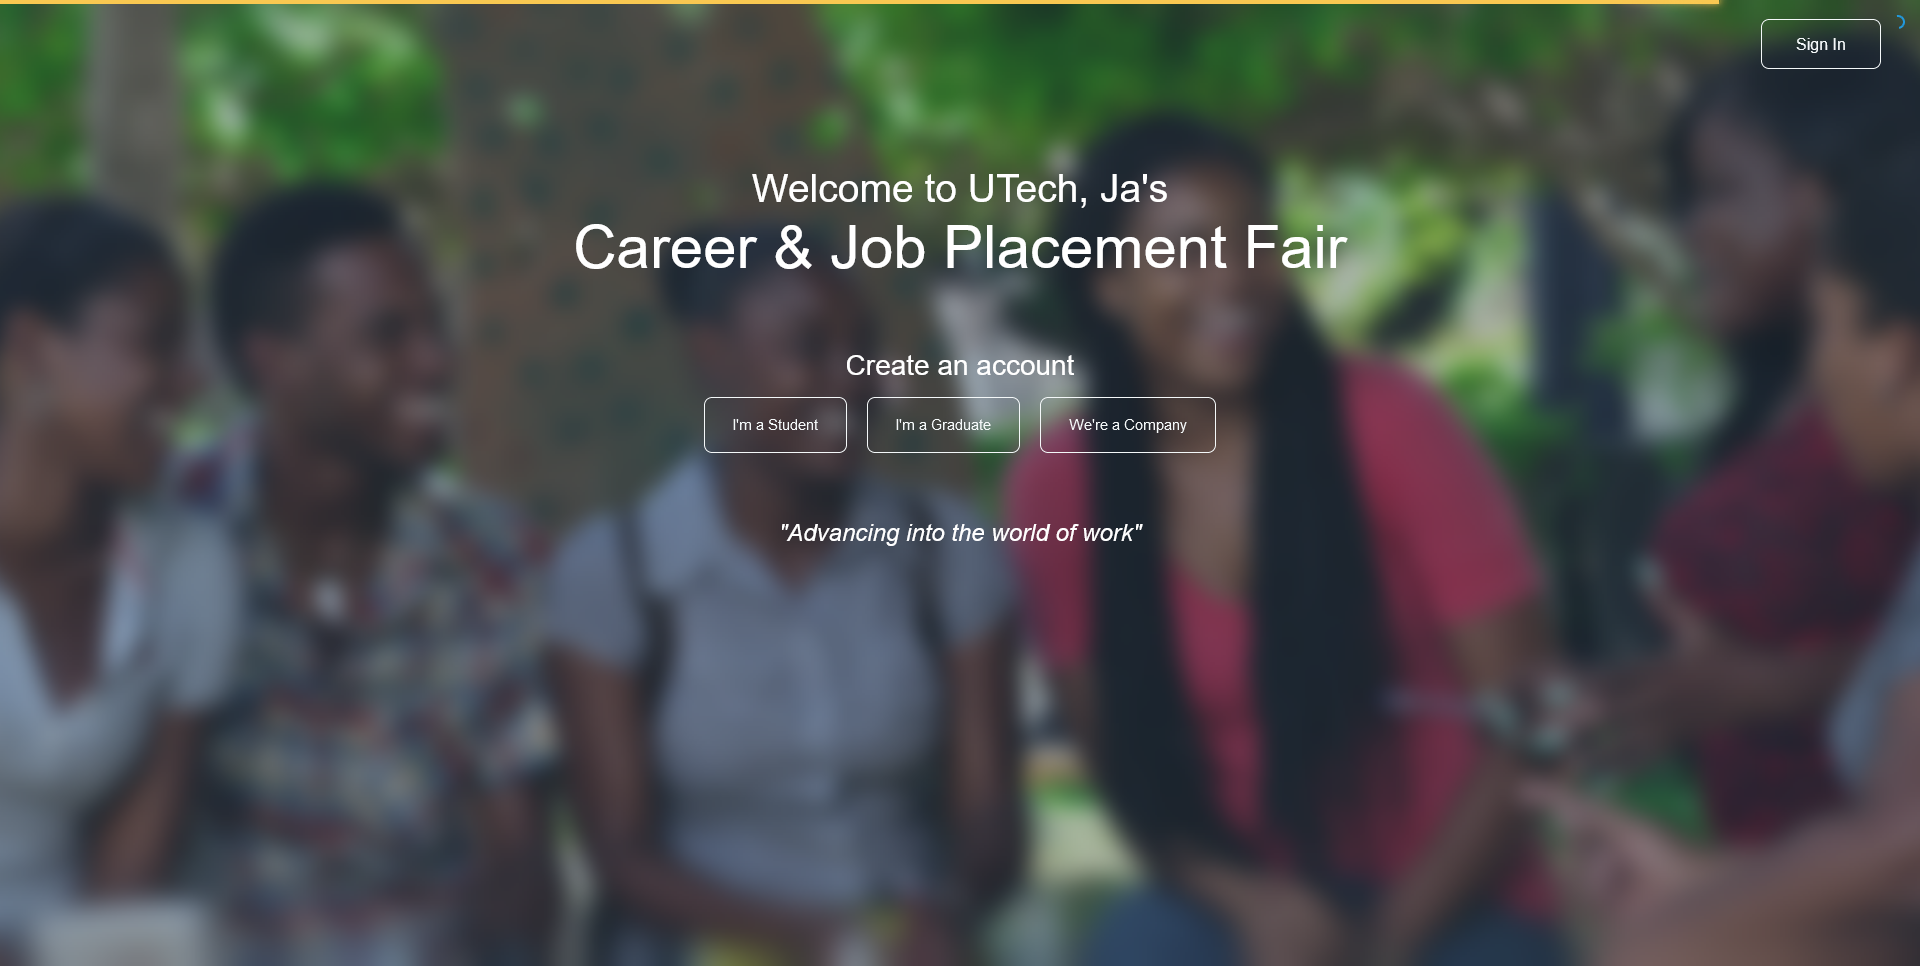 Sign In
Welcome to UTech, Ja's
Career & Job Placement Fair
Create an account
I'm a Student
I'm a Graduate
We're a Company
"Advancing into the world of work"